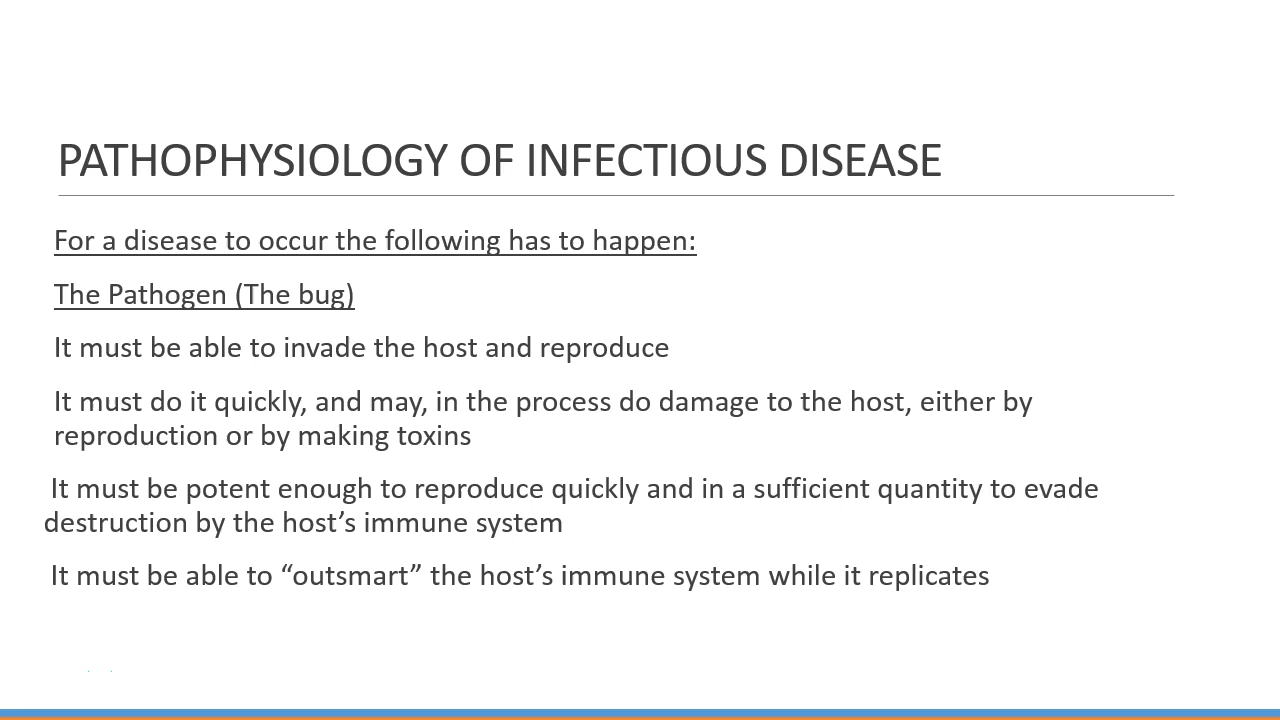 PATHOPHYSIOLOGY OF INFECTIOUS DISEASE
For a disease to occur the following has to happen:
The Pathogen (The bug)
It must be able to invade the host and reproduce
It must do it quickly, and may, in the process do damage to the host, either by
reproduction or by making toxins
It must be potent enough to reproduce quickly and in a sufficient quantity to evade
destruction by the host’s immune system
It must be able to “outsmart” the host’s immune system while it replicates